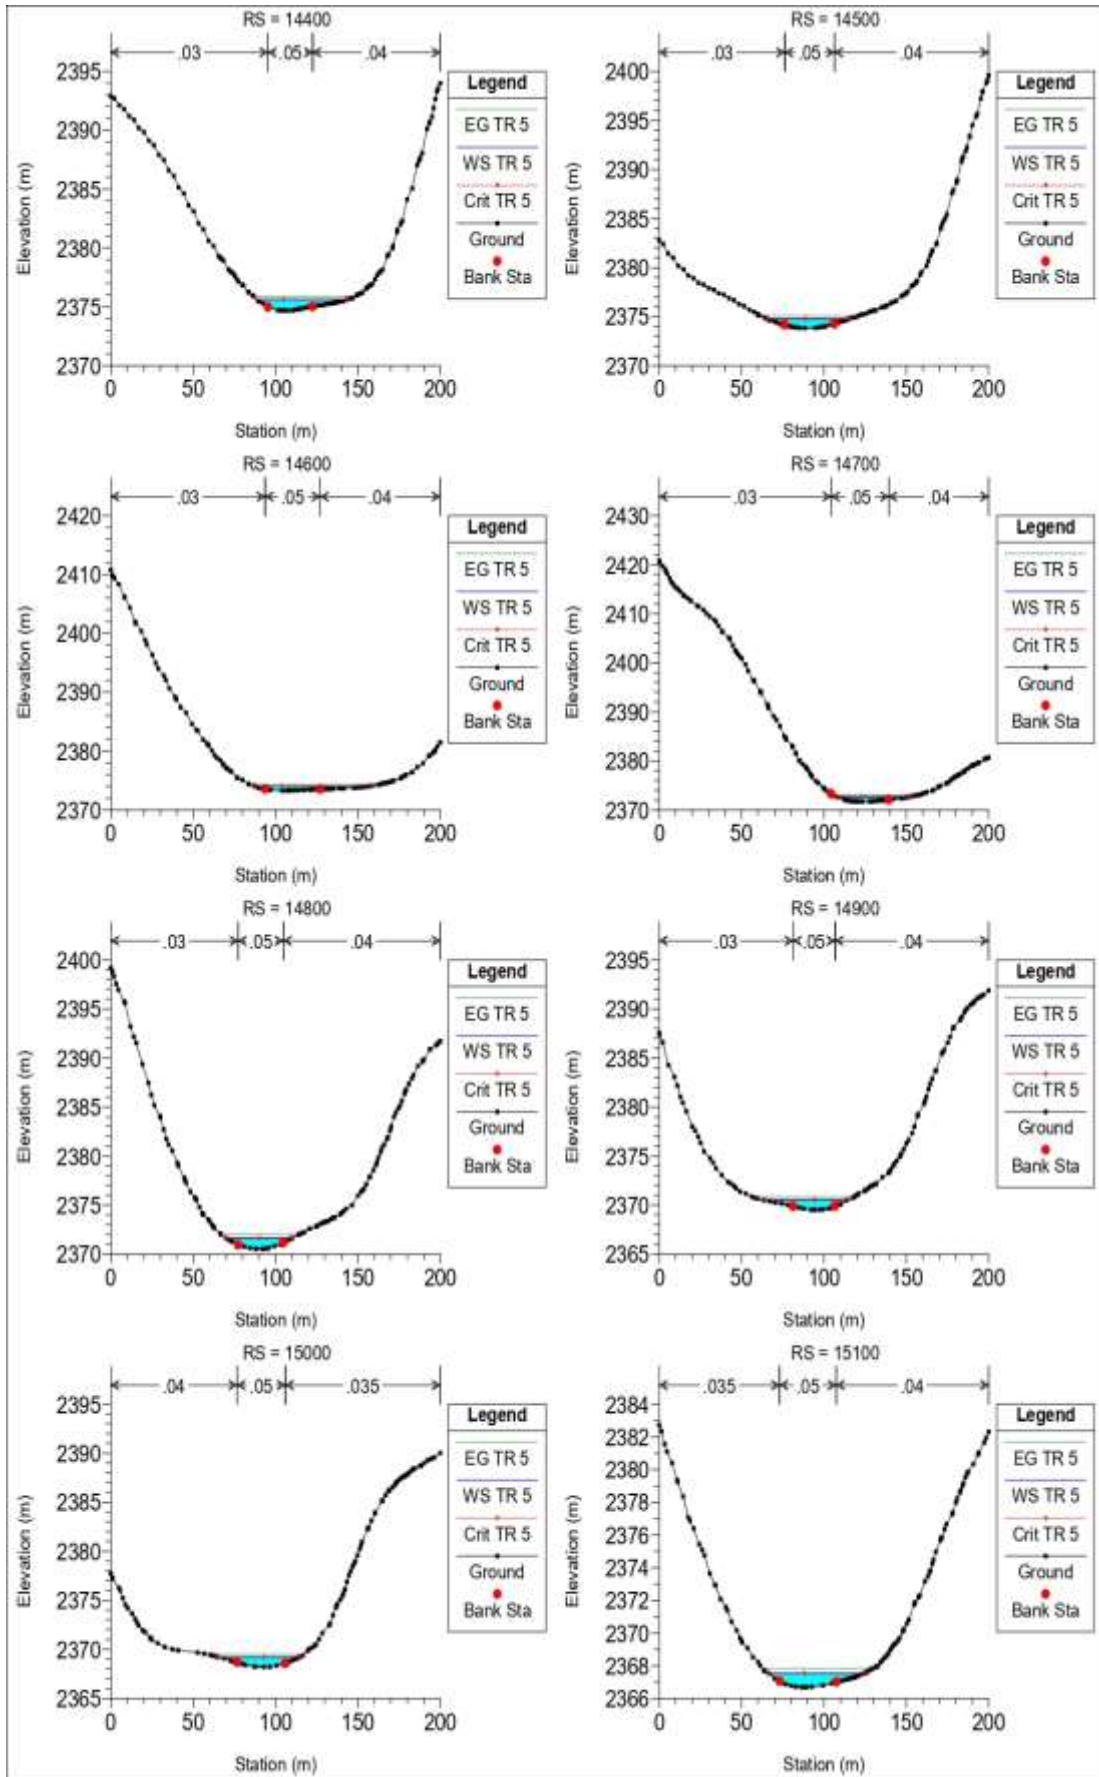 RS = 14400
.03 .05 .04
2395
2390
2385
2380
2375
2370
Elevation (m)
0 50 100 150 200
Station (m)
Legend
EG TR 5
WS TR 5
Crit TR 5
Ground
Bank Sta
RS = 14500
.03 .05 .04
2400
2395
2390
2385
2380
2375
2370
Elevation (m)
0 50 100 150 200
Station (m)
Legend
EG TR 5
WS TR 5
Crit TR 5
Ground
Bank Sta
RS = 14600
.03 .05 .04
2420
2410
2400
2390
2380
2370
Elevation (m)
0 50 100 150 200
Station (m)
Legend
EG TR 5
WS TR 5
Crit TR 5
Ground
Bank Sta
RS = 14700
.03 .05 .04
2430
2420
2410
2400
2390
2380
2370
Elevation (m)
0 50 100 150 200
Station (m)
Legend
EG TR 5
WS TR 5
Crit TR 5
Ground
Bank Sta
RS = 14800
.03 .05 .04
2400
2395
2390
2385
2380
2375
2370
Elevation (m)
0 50 100 150 200
Station (m)
Legend
EG TR 5
WS TR 5
Crit TR 5
Ground
Bank Sta
RS = 14900
.03 .05 .04
2395
2390
2385
2380
2375
2370
2365
Elevation (m)
0 50 100 150 200
Station (m)
Legend
EG TR 5
WS TR 5
Crit TR 5
Ground
Bank Sta
RS = 15000
.04 .05 .035
2395
2390
2385
2380
2375
2370
2365
Elevation (m)
0 50 100 150 200
Station (m)
Legend
EG TR 5
WS TR 5
Crit TR 5
Ground
Bank Sta
RS = 15100
.035 .05 .04
2384
2382
2380
2378
2376
2374
2372
2370
2368
2366
Elevation (m)
0 50 100 150 200
Station (m)
Legend
EG TR 5
WS TR 5
Crit TR 5
Ground
Bank Sta